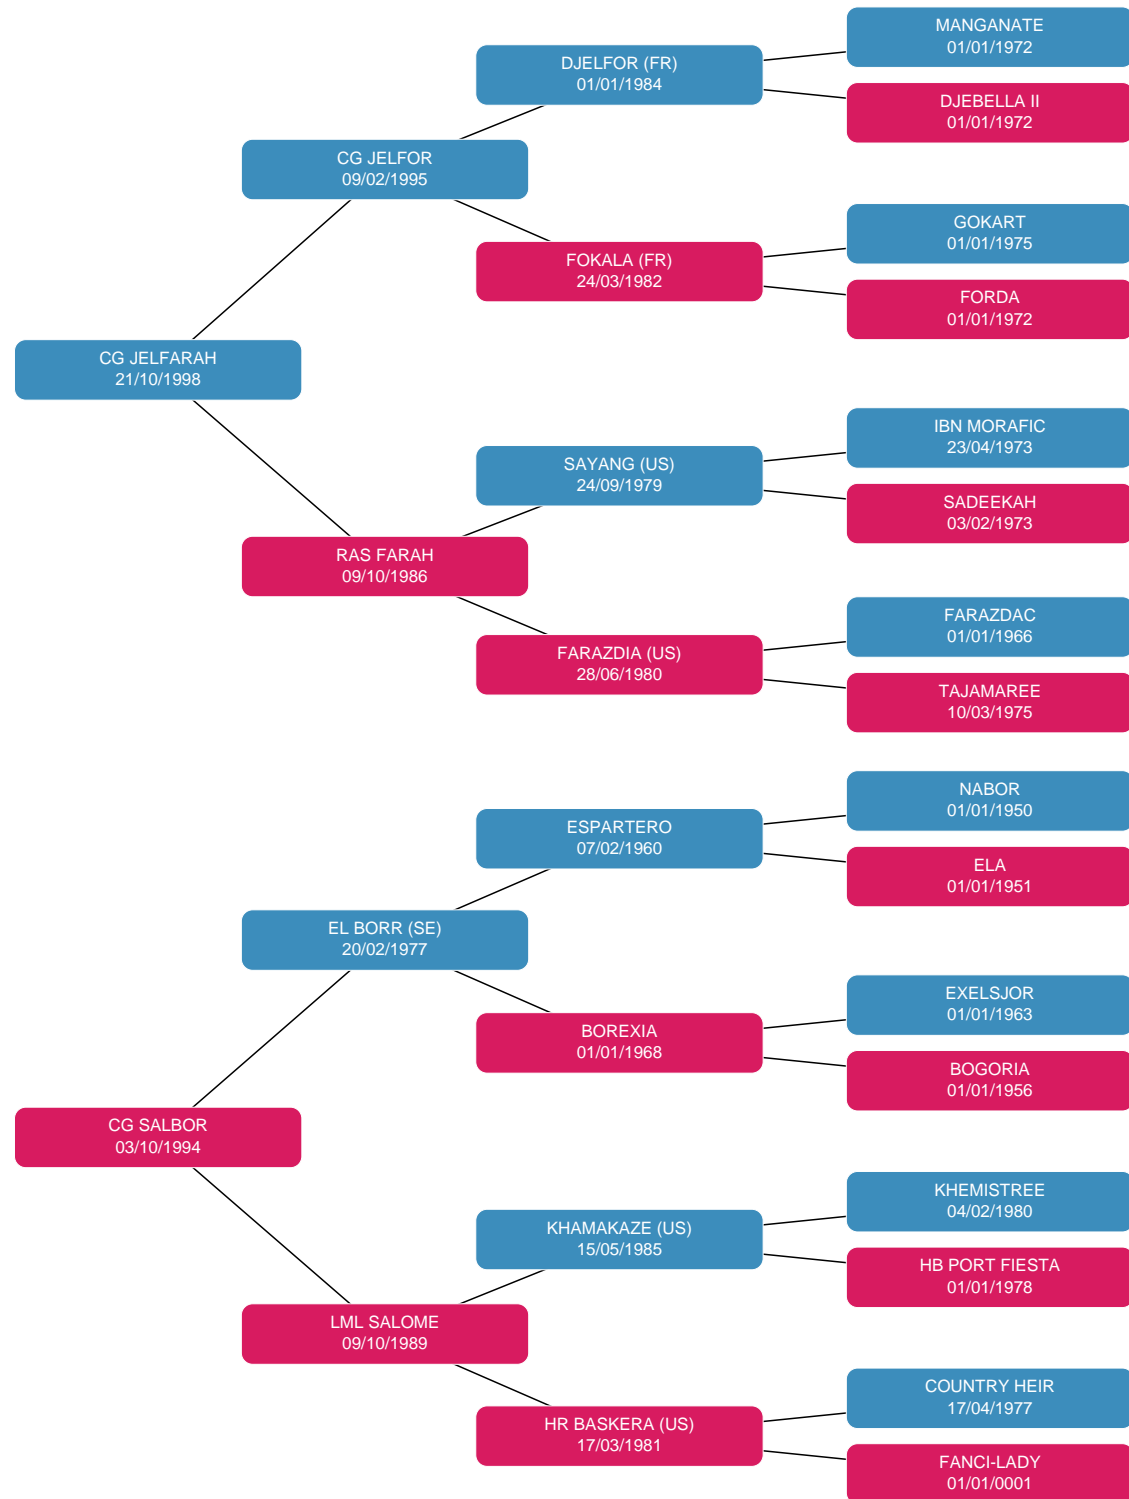 MANGANATE
01/01/1972
DJELFOR (FR)
01/01/1984
DJEBELLA II
01/01/1972
CG JELFOR
09/02/1995
GOKART
01/01/1975
FOKALA (FR)
24/03/1982
FORDA
01/01/1972
CG JELFARAH
21/10/1998
IBN MORAFIC
23/04/1973
SAYANG (US)
24/09/1979
SADEEKAH
03/02/1973
RAS FARAH
09/10/1986
FARAZDAC
01/01/1966
FARAZDIA (US)
28/06/1980
TAJAMAREE
10/03/1975
NABOR
01/01/1950
ESPARTERO
07/02/1960
ELA
01/01/1951
EL BORR (SE)
20/02/1977
EXELSJOR
01/01/1963
BOREXIA
01/01/1968
BOGORIA
01/01/1956
CG SALBOR
03/10/1994
KHEMISTREE
04/02/1980
KHAMAKAZE (US)
15/05/1985
HB PORT FIESTA
01/01/1978
LML SALOME
09/10/1989
COUNTRY HEIR
17/04/1977
HR BASKERA (US)
17/03/1981
FANCI-LADY
01/01/0001